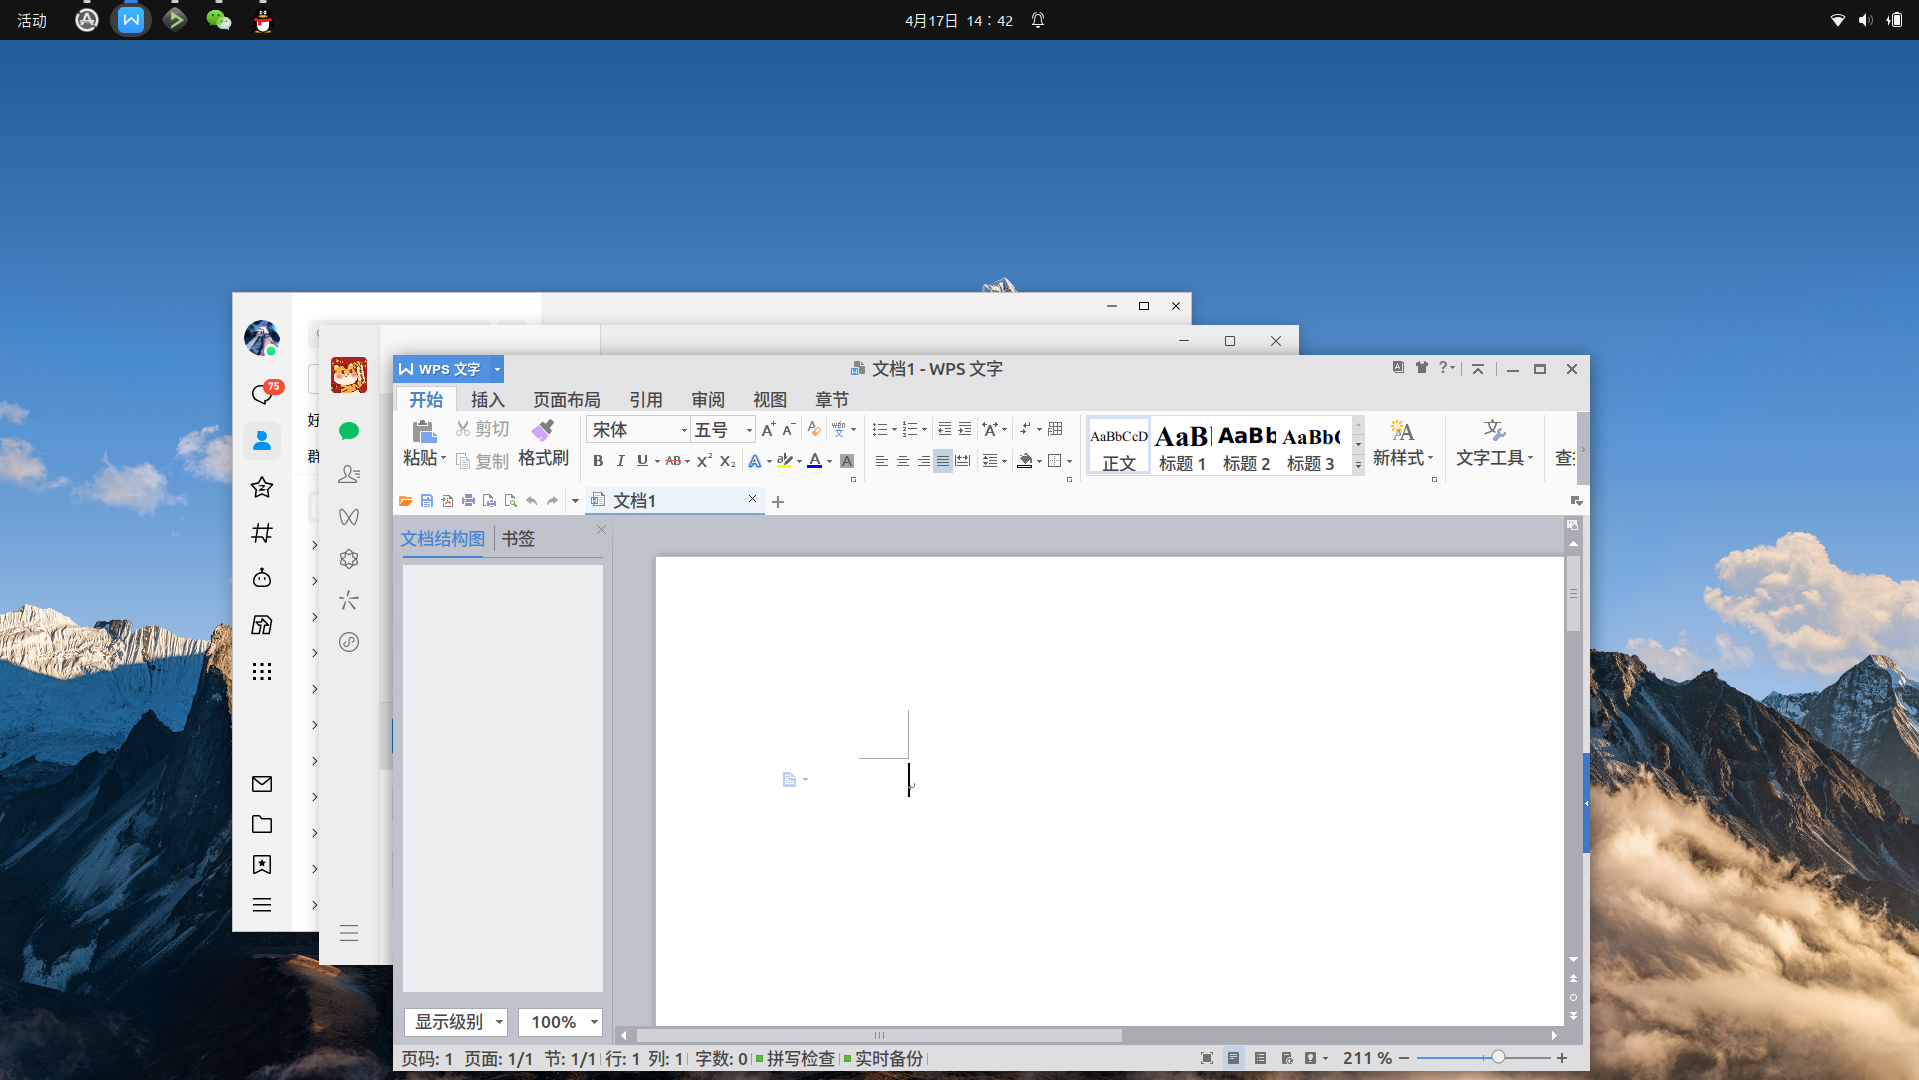 活动
4月17日 14：42
75
好
群
WPS 文字
文档1 - WPS 文字
开始 插入 页面布局 引用 审阅 视图 章节
粘贴 剪切 复制 格式刷
宋体 五号
AaBbCcD 正文
AaBl 标题 1
AaBb 标题 2
AaBb( 标题 3
新样式 文字工具 查
文档1
文档结构图 书签
显示级别 100%
页码: 1 页面: 1/1 节: 1/1 行: 1 列: 1 字数: 0 拼写检查 实时备份
211 %